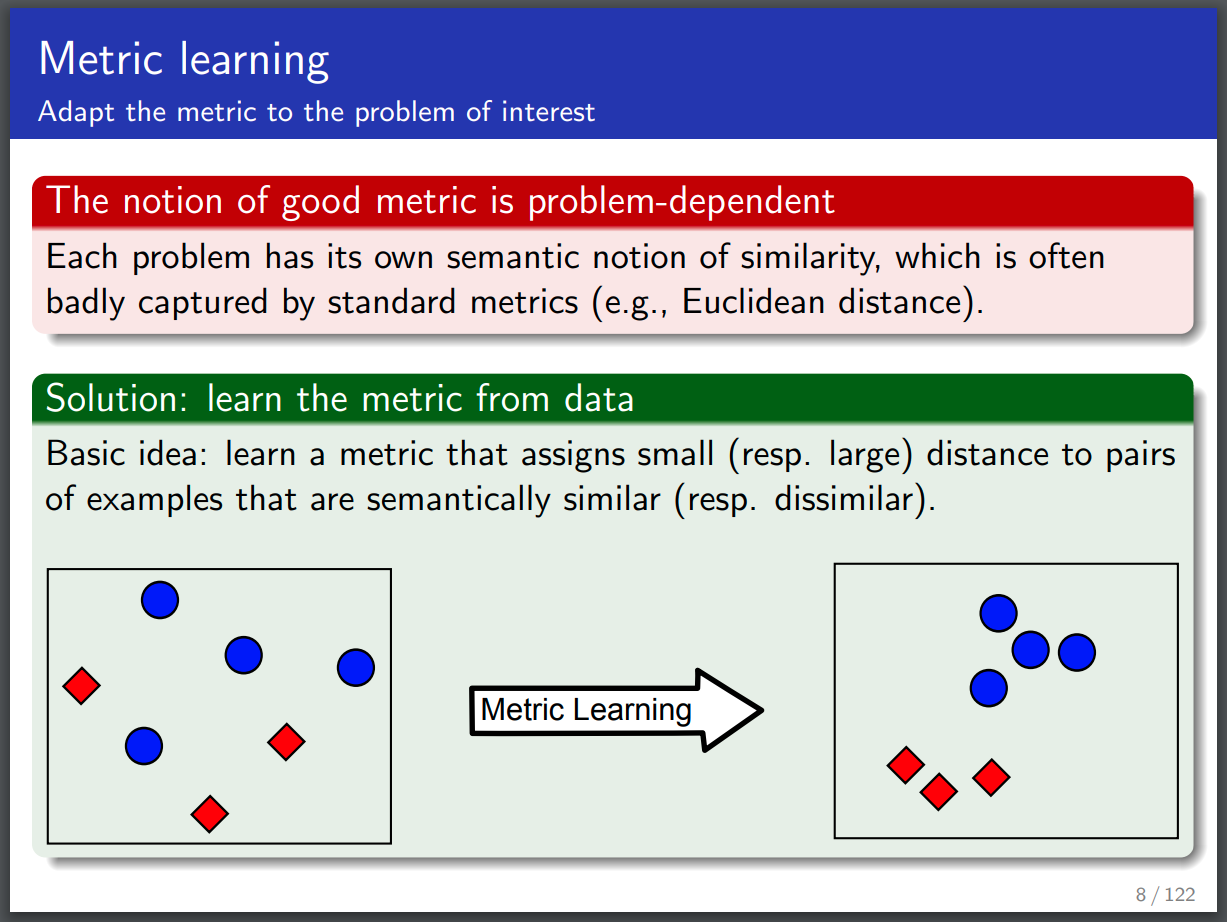 Metric learning
Adapt the metric to the problem of interest
The notion of good metric is problem-dependent
Each problem has its own semantic notion of similarity, which is often
badly captured by standard metrics (e.g., Euclidean distance).
Solution: learn the metric from data
Basic idea: learn a metric that assigns small (resp. large) distance to pairs
of examples that are semantically similar (resp. dissimilar).
Metric Learning
8 / 122